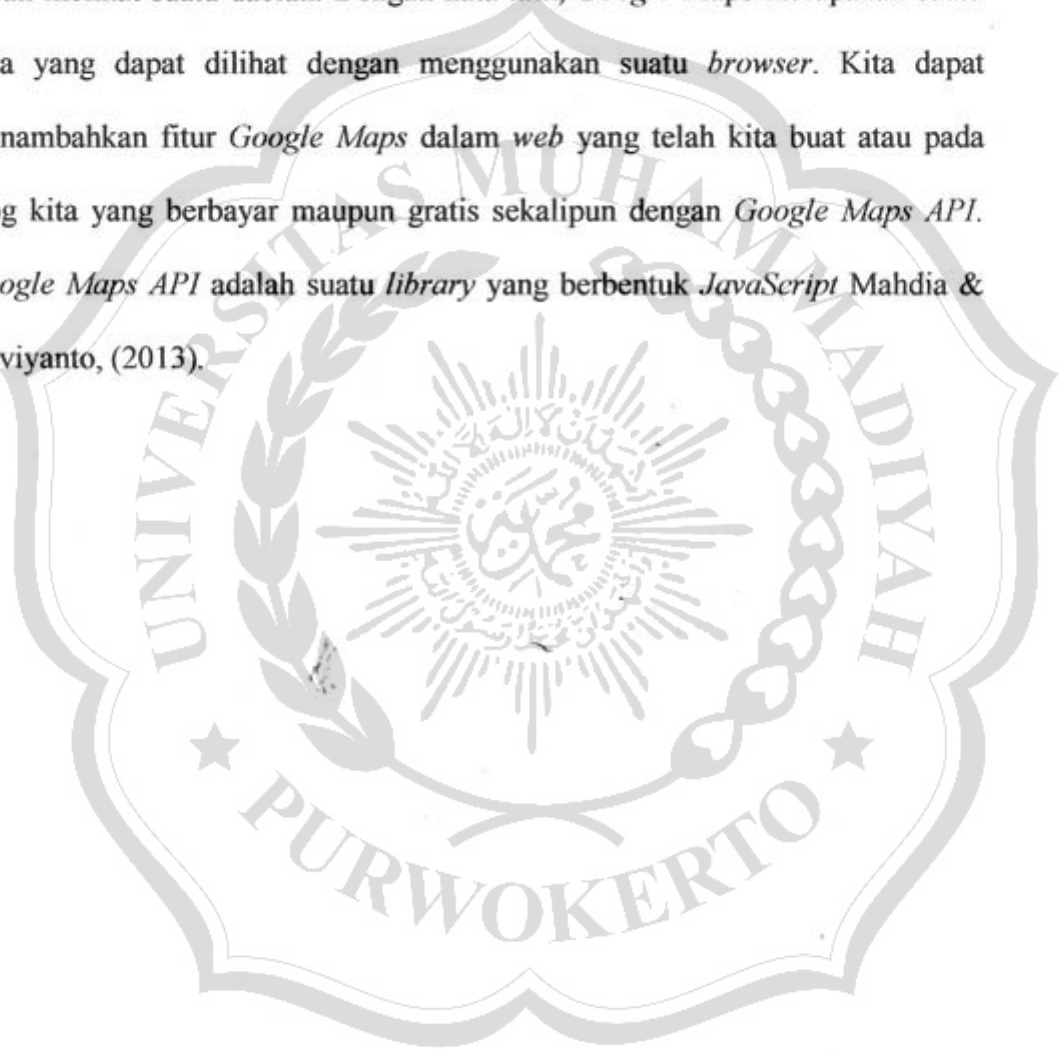 a yang dapat dilihat dengan menggunakan suatu browser. Kita dapat
nambahkan fitur Google Maps dalam web yang telah kita buat atau pada
g kita yang berbayar maupun gratis sekalipun dengan Google Maps API.
ogle Maps API adalah suatu library yang berbentuk JavaScript Mahdia &
viyanto, (2013).
UNIVERSITAS MUHAMMADIYAH
PURWOKERTO